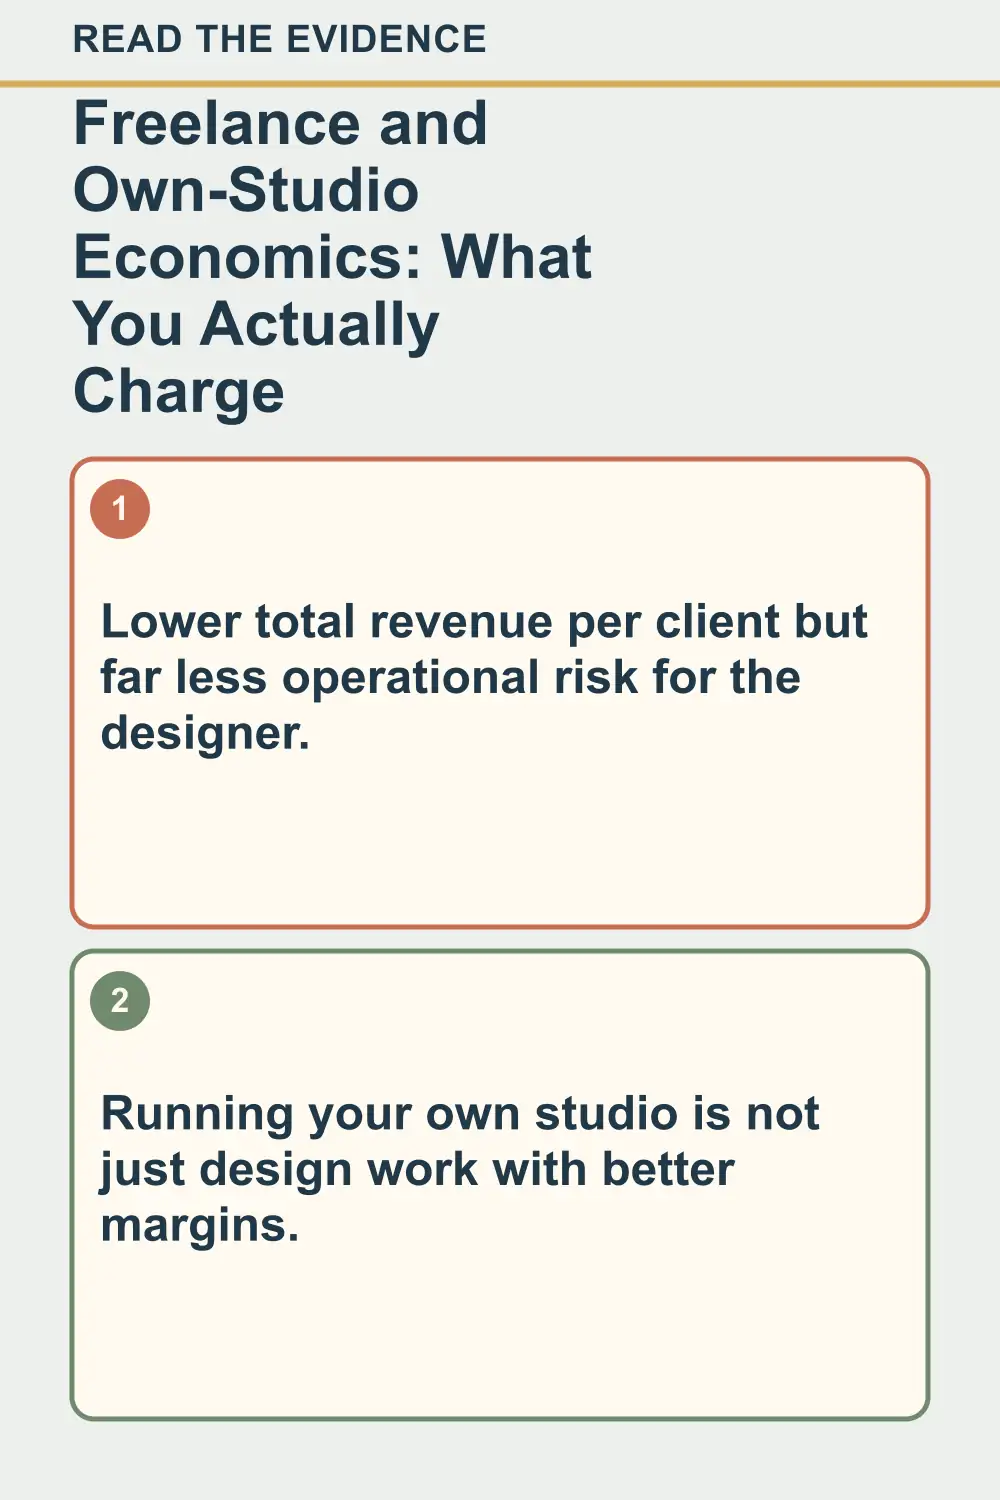 READ THE EVIDENCE
Freelance and
Own-Studio
Economics: What
You Actually
Charge
1
Lower total revenue per client but
far less operational risk for the
designer.
2
Running your own studio is not
just design work with better
margins.